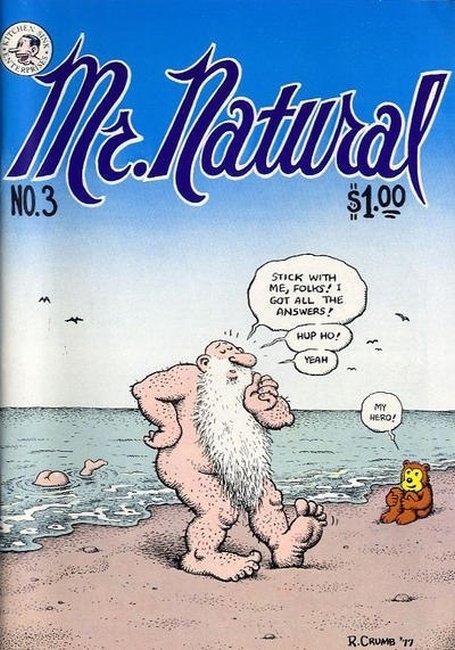 KITCHEN SINK
ENTERPRISES
Mr. Natural
NO.3
$1.00
STICK WITH
ME, FOLKS! I
GOT ALL THE
ANSWERS!
HUP HO!
YEAH
MY
HERO!
R. CRUMB '77